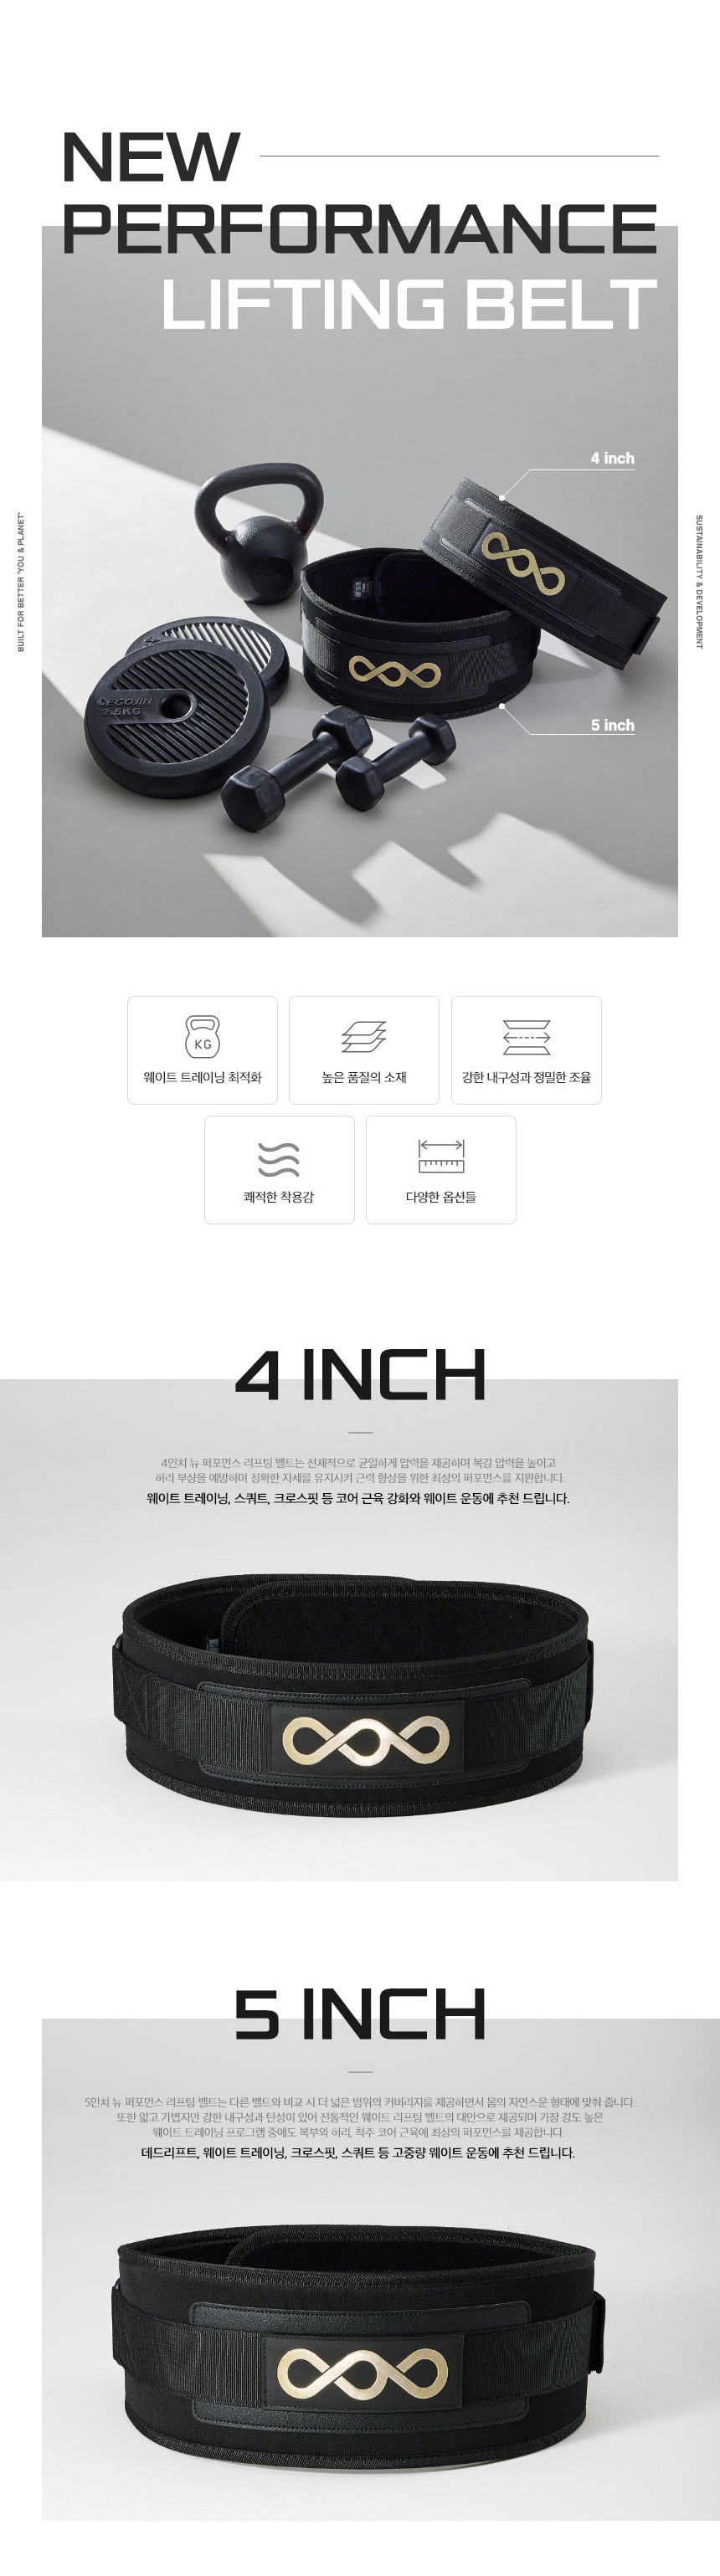 NEW
PERFORMANCE
LIFTING BELT
4 inch
BUILT FOR BETTER 'YOU & PLANET'
SUSTAINABILITY & DEVELOPMENT
ECOJIN
2.5KG
5 inch
KG
웨이트 트레이닝 최적화
높은 품질의 소재
강한 내구성과 정밀한 조율
쾌적한 착용감
다양한 옵션들
4 INCH
4인치 뉴 퍼포먼스 리프팅 벨트는 전체적으로 균일하게 압력을 제공하며 복강 압력을 높이고
허리 부상을 예방하며 정확한 자세를 유지시켜 근력 향상을 위한 최상의 퍼포먼스를 지원합니다.
웨이트 트레이닝, 스쿼트, 크로스핏 등 코어 근육 강화와 웨이트 운동에 추천 드립니다.
5 INCH
5인치 뉴 퍼포먼스 리프팅 벨트는 다른 벨트와 비교 시 더 넓은 범위의 커버리지를 제공하면서 몸의 자연스운 형태에 맞춰 줍니다.
또한 얇고 가볍지만 강한 내구성과 탄성이 있어 전통적인 웨이트 리프팅 벨트의 대안으로 제공되며 가장 강도 높은
웨이트 트레이닝 프로그램 중에도 복부와 허리, 척주 코어 근육에 최상의 퍼포먼스를 제공합니다.
데드리프트, 웨이트 트레이닝, 크로스핏, 스쿼트 등 고중량 웨이트 운동에 추천 드립니다.